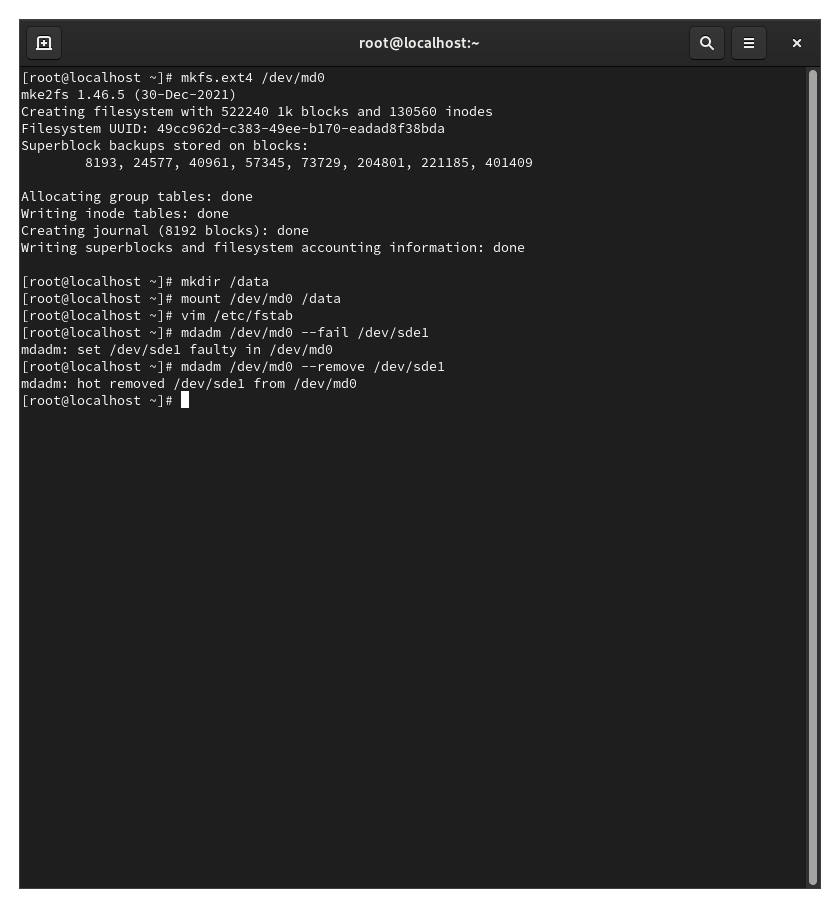 root@localhost:~
[root@localhost ~]# mkfs.ext4 /dev/md0
mke2fs 1.46.5 (30-Dec-2021)
Creating filesystem with 522240 1k blocks and 130560 inodes
Filesystem UUID: 49cc962d-c383-49ee-b170-eadad8f38bda
Superblock backups stored on blocks:
        8193, 24577, 40961, 57345, 73729, 204801, 221185, 401409

Allocating group tables: done
Writing inode tables: done
Creating journal (8192 blocks): done
Writing superblocks and filesystem accounting information: done

[root@localhost ~]# mkdir /data
[root@localhost ~]# mount /dev/md0 /data
[root@localhost ~]# vim /etc/fstab
[root@localhost ~]# mdadm /dev/md0 --fail /dev/sde1
mdadm: set /dev/sde1 faulty in /dev/md0
[root@localhost ~]# mdadm /dev/md0 --remove /dev/sde1
mdadm: hot removed /dev/sde1 from /dev/md0
[root@localhost ~]#